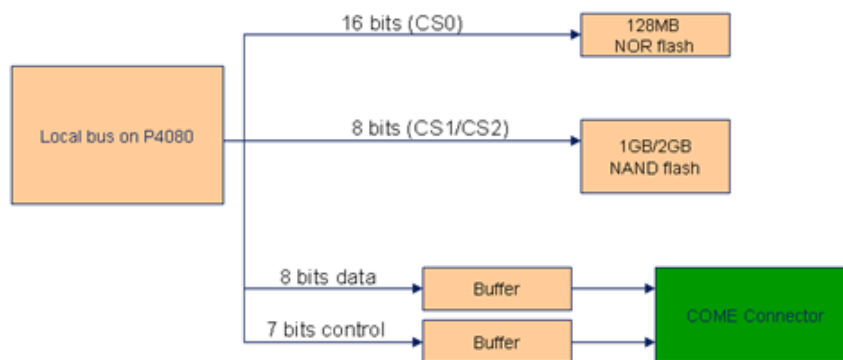 16 bits (CS0)
128MB
NOR flash
Local bus on P4080
8 bits (CS1/CS2)
1GB/2GB
NAND flash
8 bits data
Buffer
COME Connector
7 bits control
Buffer